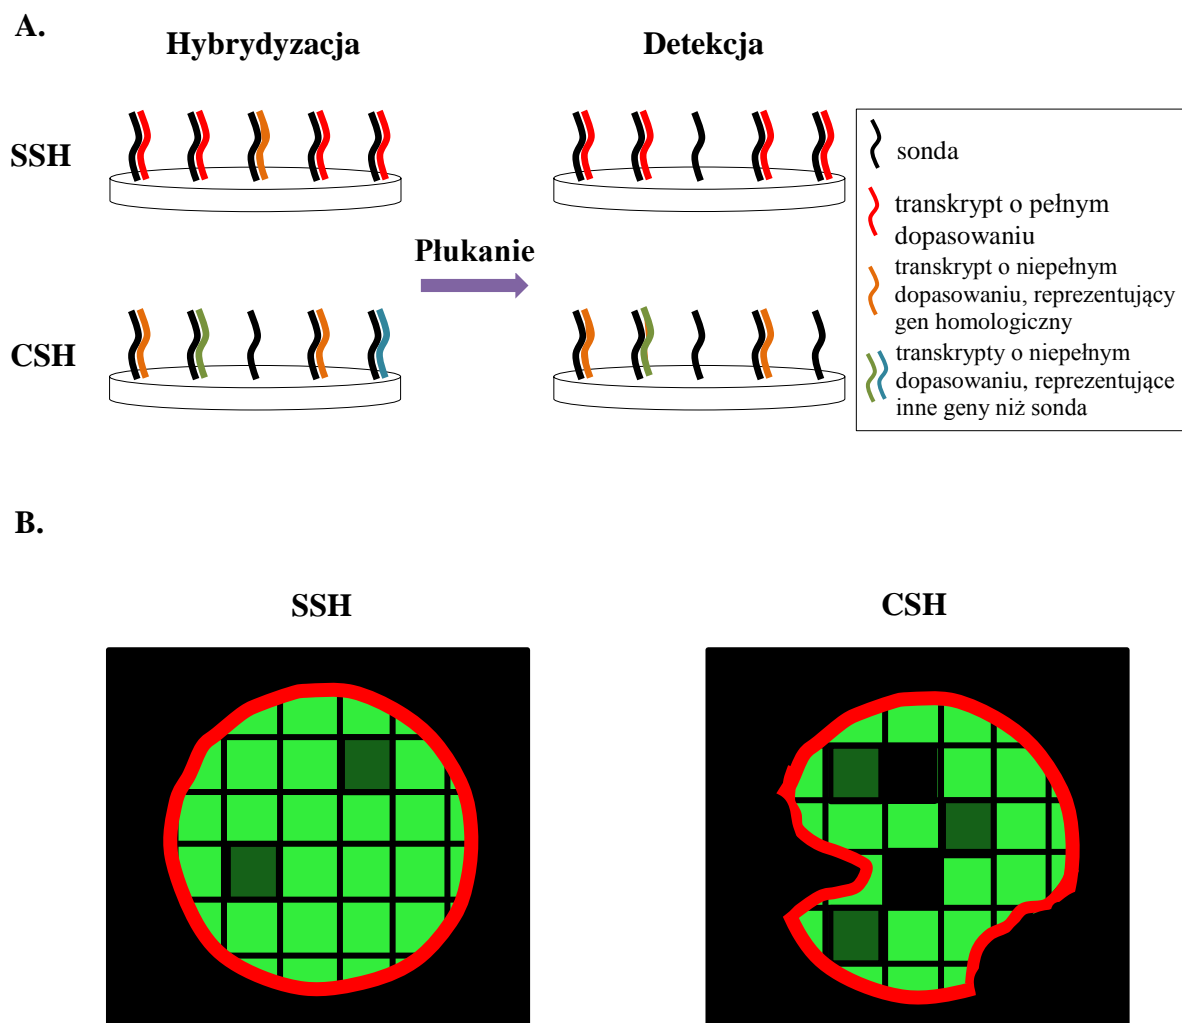 A.
Hybrydyzacja
Detekcja
SSH
CSH
Płukanie
sonda
transkrypt o pełnym
dopasowaniu
transkrypt o niepełnym
dopasowaniu, reprezentujący
gen homologiczny
transkrypty o niepełnym
dopasowaniu, reprezentujące
inne geny niż sonda
B.
SSH
CSH